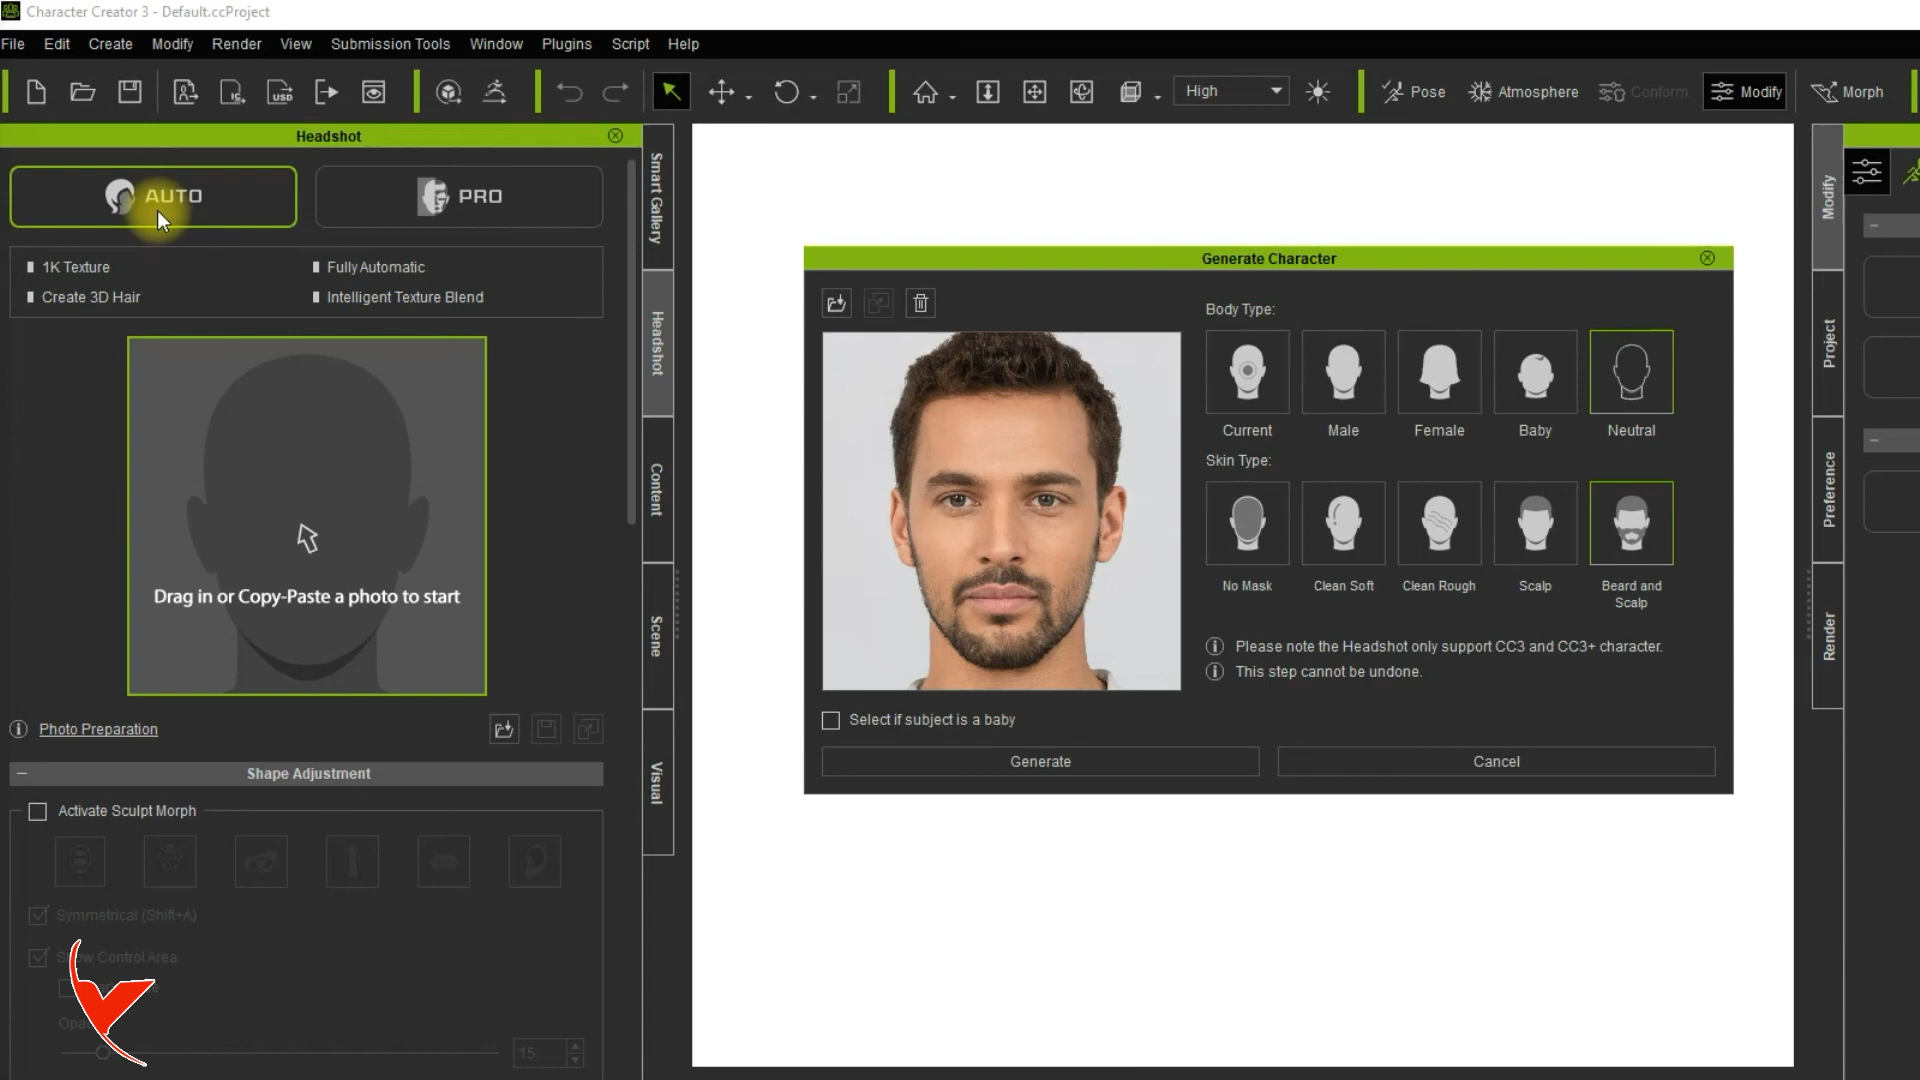 Character Creator 3 - Default.ccProject
File Edit Create Modify Render View Submission Tools Window Plugins Script Help
USD High Pose Atmosphere Conform Modify Morph
Headshot
AUTO PRO
1K Texture Fully Automatic
Create 3D Hair Intelligent Texture Blend
Drag in or Copy-Paste a photo to start
Photo Preparation
Shape Adjustment
Activate Sculpt Morph
Symmetrical (Shift+A)
Show Control Area
15
Smart Gallery
Headshot
Content
Scene
Visual
Generate Character
Body Type:
Current Male Female Baby Neutral
Skin Type:
No Mask Clean Soft Clean Rough Scalp Beard and
Scalp
Please note the Headshot only support CC3 and CC3+ character.
This step cannot be undone.
Select if subject is a baby
Generate Cancel
Modify
Project
Preference
Render